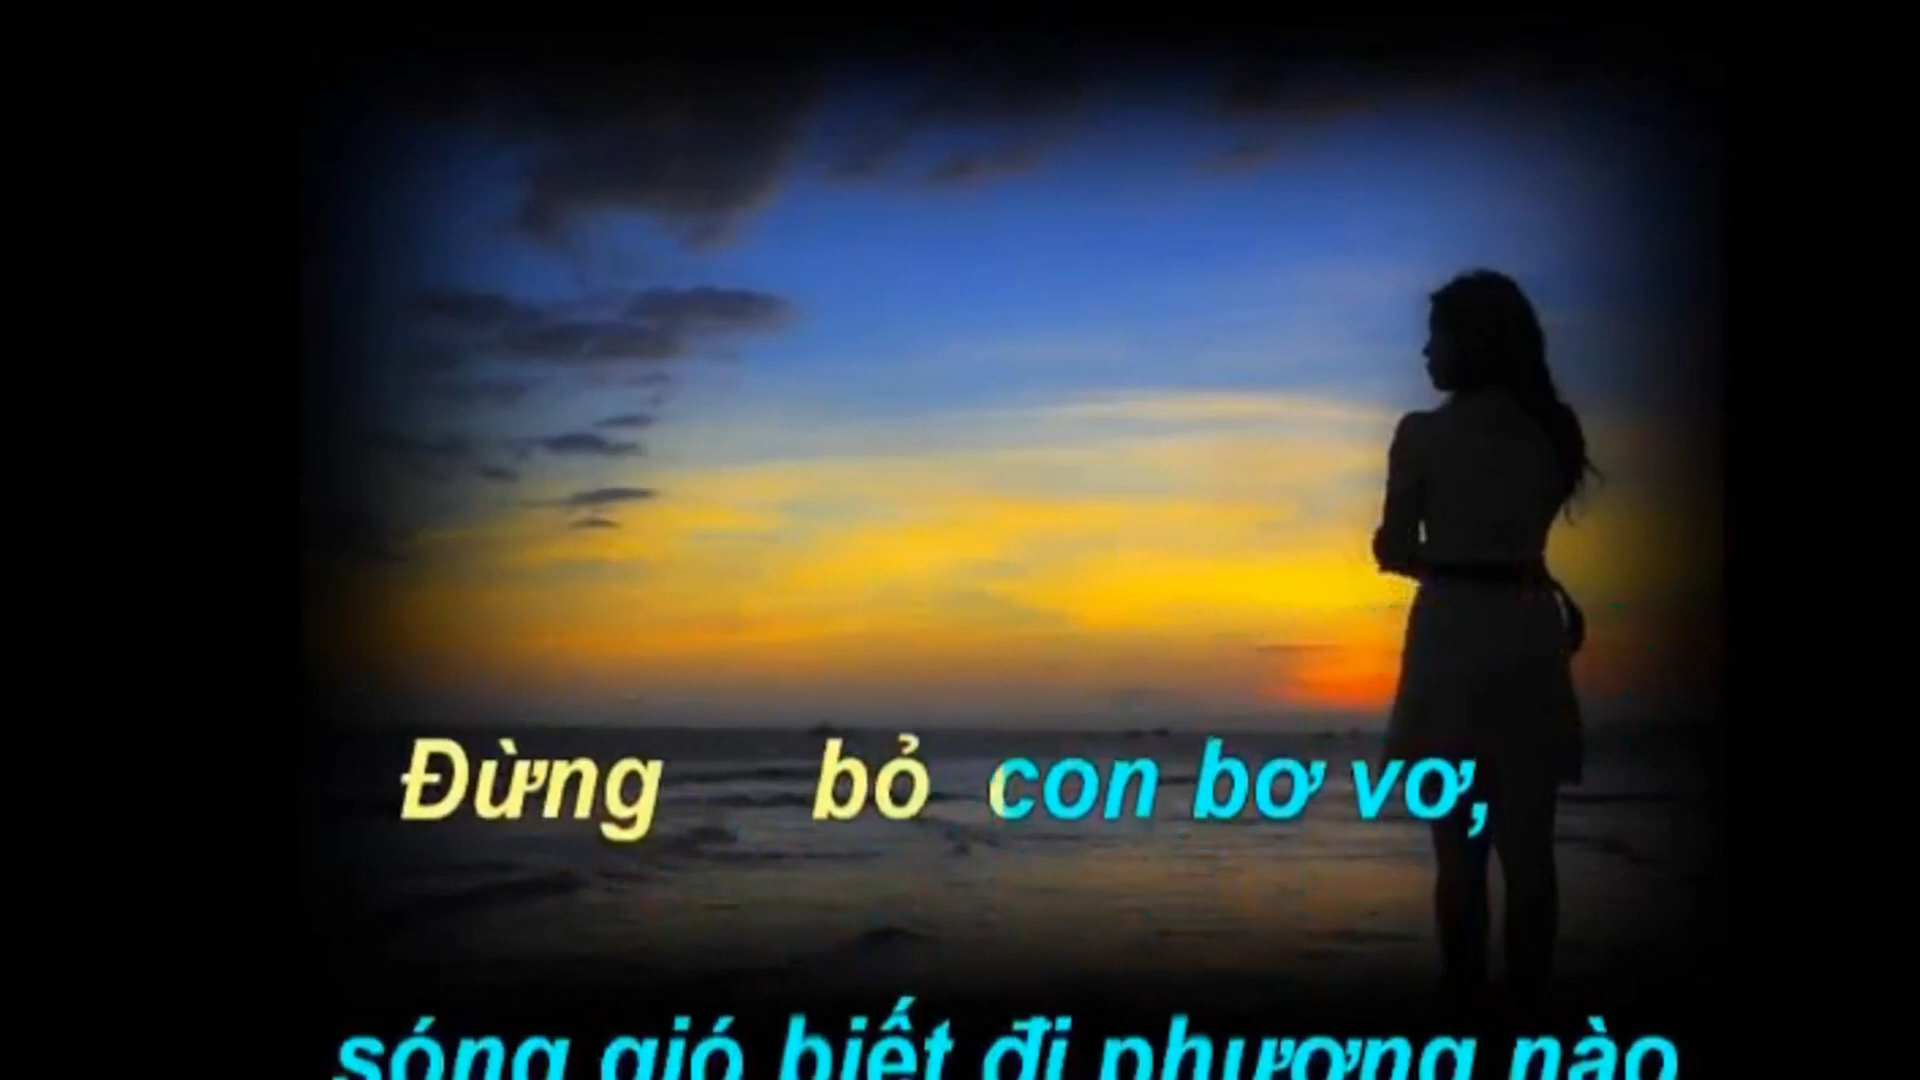 Đừng bỏ con bơ vơ,
sóng gió biết đi phương nào